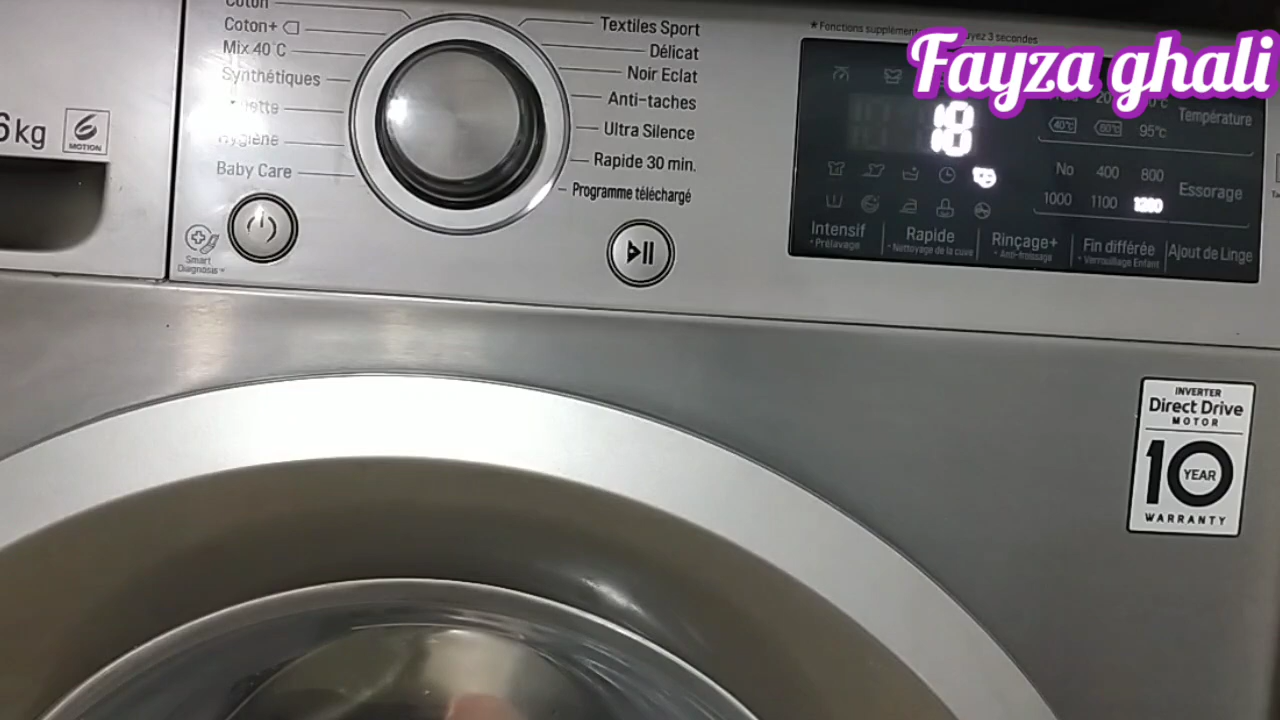 Coton
Coton+
Mix 40°C
Synthétiques
Hygiène
Baby Care
Textiles Sport
Délicat
Noir Eclat
Anti-taches
Ultra Silence
Rapide 30 min.
Programme téléchargé
6kg
6
MOTION
Smart
Diagnosis™
Fayza ghali
18
40°C 60°C 95°C
Température
No 400 800
1000 1100 1200
Essorage
Intensif
* Prélavage
Rapide
* Nettoyage de la cuve
Rinçage+
* Anti-froissage
Fin différée
* Verrouillage Enfant
Ajout de Linge
INVERTER
Direct Drive
MOTOR
10
YEAR
WARRANTY